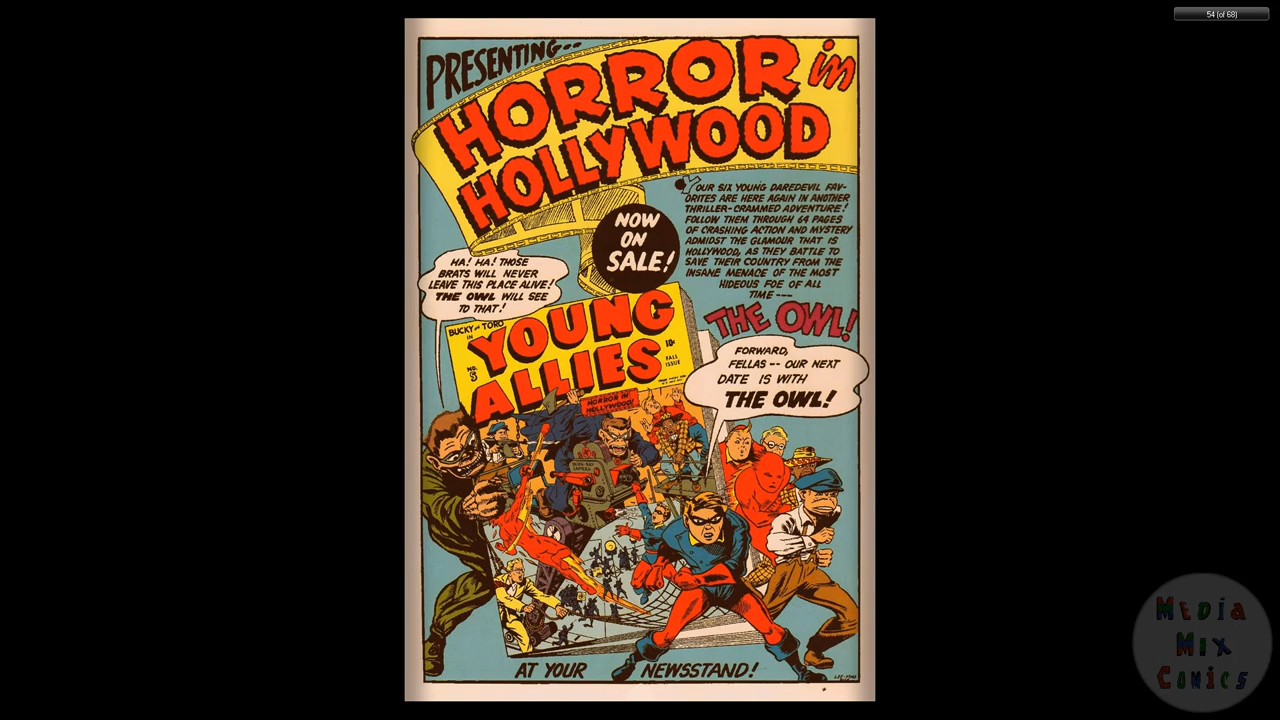 54 (of 68)
PRESENTING--
HORROR in
HOLLYWOOD
OUR SIX YOUNG DAREDEVIL FAV-
ORITES ARE HERE AGAIN IN ANOTHER
THRILLER-CRAMMED ADVENTURE!
FOLLOW THEM THROUGH 64 PAGES
OF CRASHING ACTION AND MYSTERY
ADMIDST THE GLAMOUR THAT IS
HOLLYWOOD, AS THEY BATTLE TO
SAVE THEIR COUNTRY FROM THE
INSANE MENACE OF THE MOST
HIDEOUS FOE OF ALL
TIME ---
THE OWL!
NOW
ON
SALE!
HA! HA! THOSE
BRATS WILL NEVER
LEAVE THIS PLACE ALIVE!
THE OWL WILL SEE
TO THAT!
BUCKY and TORO
IN
YOUNG
ALLIES
NO.
5
10¢
FALL
ISSUE
HORROR IN
HOLLYWOOD!
FORWARD,
FELLAS -- OUR NEXT
DATE IS WITH
THE OWL!
AT YOUR NEWSSTAND!
MEDIA
MIX
COMICS